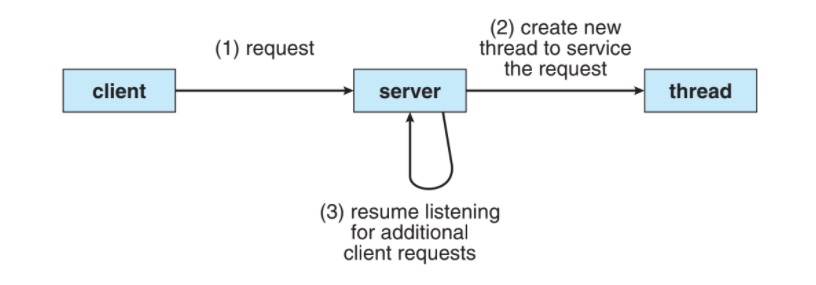 (1) request
(2) create new
thread to service
the request
client
server
thread
(3) resume listening
for additional
client requests